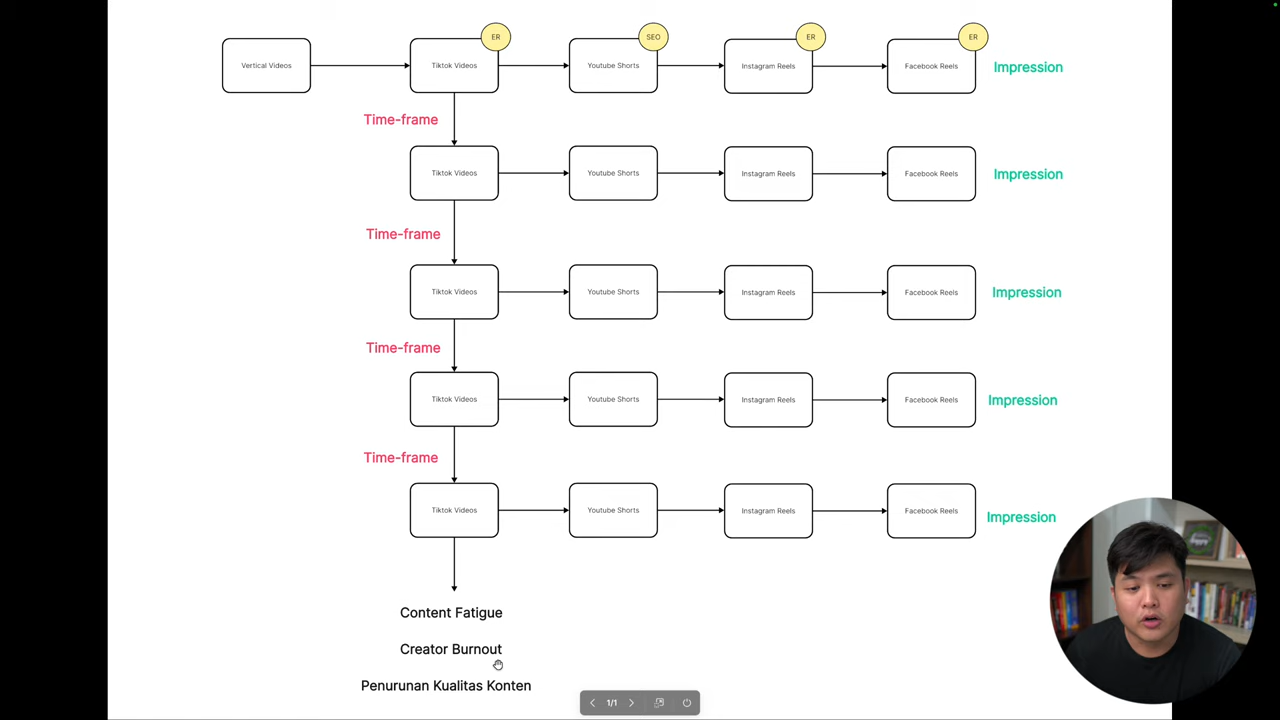 ER
SEO
ER
ER
Vertical Videos
Tiktok Videos
Youtube Shorts
Instagram Reels
Facebook Reels
Impression
Time-frame
Tiktok Videos
Youtube Shorts
Instagram Reels
Facebook Reels
Impression
Time-frame
Tiktok Videos
Youtube Shorts
Instagram Reels
Facebook Reels
Impression
Time-frame
Tiktok Videos
Youtube Shorts
Instagram Reels
Facebook Reels
Impression
Time-frame
Tiktok Videos
Youtube Shorts
Instagram Reels
Facebook Reels
Impression
Content Fatigue
Creator Burnout
Penurunan Kualitas Konten
1/1